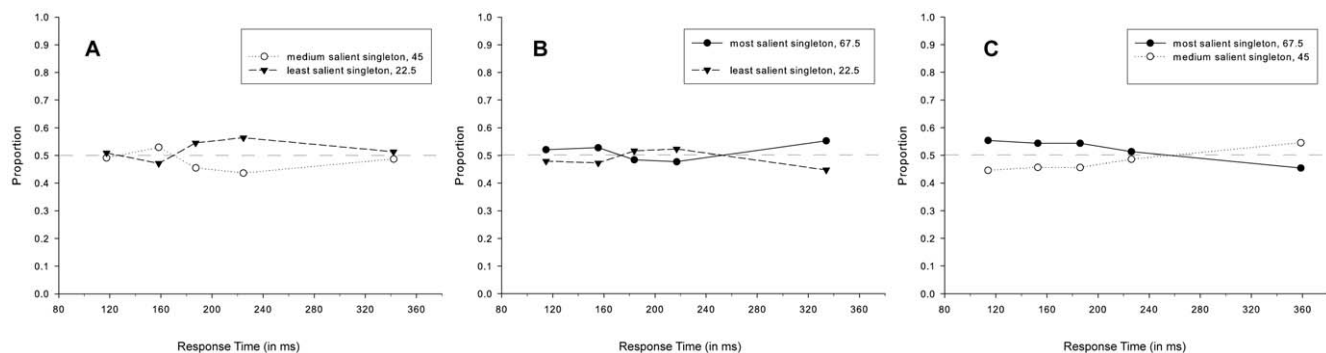 A
medium salient singleton, 45
least salient singleton, 22.5
Proportion
1.0
0.9
0.8
0.7
0.6
0.5
0.4
0.3
0.2
0.1
0.0
80 120 160 200 240 280 320 360
Response Time (in ms)
B
most salient singleton, 67.5
least salient singleton, 22.5
Proportion
1.0
0.9
0.8
0.7
0.6
0.5
0.4
0.3
0.2
0.1
0.0
80 120 160 200 240 280 320 360
Response Time (in ms)
C
most salient singleton, 67.5
medium salient singleton, 45
Proportion
1.0
0.9
0.8
0.7
0.6
0.5
0.4
0.3
0.2
0.1
0.0
80 120 160 200 240 280 320 360
Response Time (in ms)